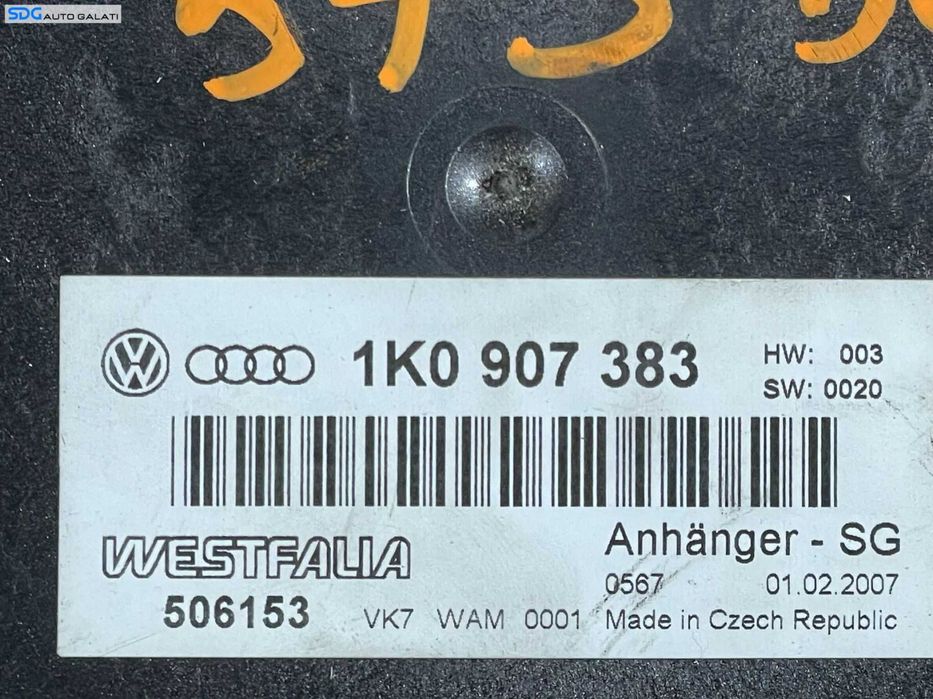 SDG AUTO GALATI
1K0 907 383
HW: 003
SW: 0020
WESTFALIA
506153
Anhänger - SG
0567 01.02.2007
VK7 WAM 0001 Made in Czech Republic